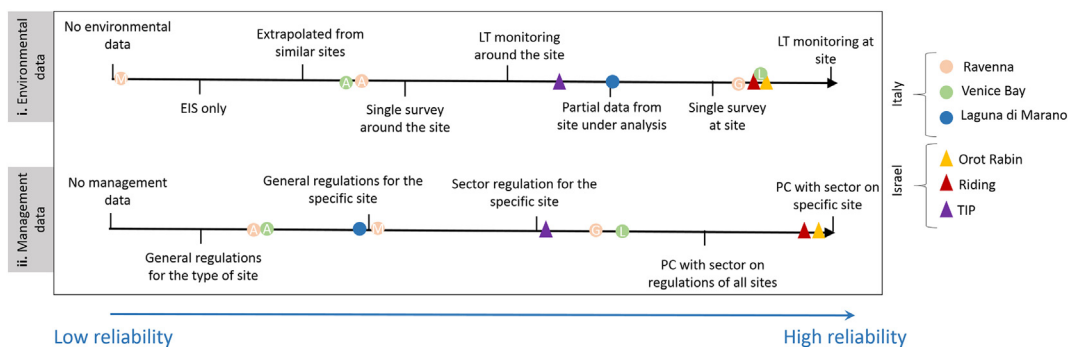 i. Environmental
data
No environmental
data
Extrapolated from
similar sites
LT monitoring
around the site
LT monitoring at
site
M
A
A
G
L
EIS only
Single survey
around the site
Partial data from
site under analysis
Single survey
at site
ii. Management
data
No management
data
General regulations for the
specific site
Sector regulation for the
specific site
PC with sector on
specific site
A
A
M
G
L
General regulations
for the type of site
PC with sector on
regulations of all sites
Low reliability
High reliability
Italy
Ravenna
Venice Bay
Laguna di Marano
Israel
Orot Rabin
Riding
TIP